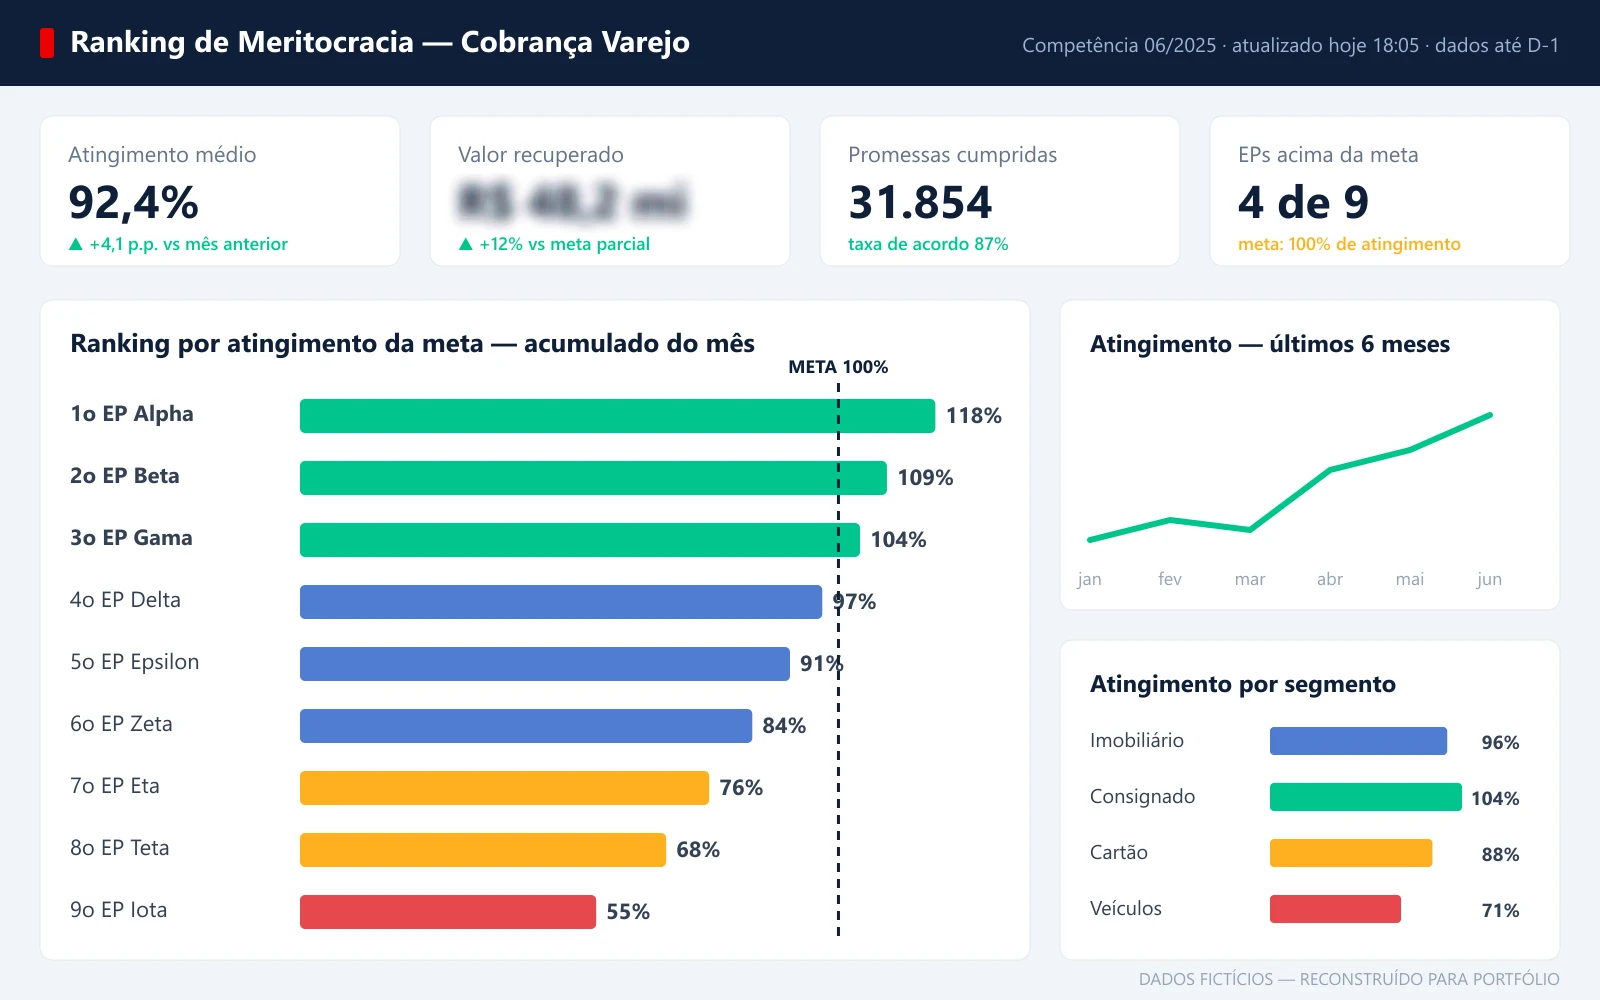 Ranking de Meritocracia — Cobrança Varejo
Competência 06/2025 · atualizado hoje 18:05 · dados até D-1
Atingimento médio
92,4%
▲ +4,1 p.p. vs mês anterior
Valor recuperado
▲ +12% vs meta parcial
Promessas cumpridas
31.854
taxa de acordo 87%
EPs acima da meta
4 de 9
meta: 100% de atingimento
Ranking por atingimento da meta — acumulado do mês
META 100%
1o EP Alpha 118%
2o EP Beta 109%
3o EP Gama 104%
4o EP Delta 97%
5o EP Epsilon 91%
6o EP Zeta 84%
7o EP Eta 76%
8o EP Teta 68%
9o EP Iota 55%
Atingimento — últimos 6 meses
jan fev mar abr mai jun
Atingimento por segmento
Imobiliário 96%
Consignado 104%
Cartão 88%
Veículos 71%
DADOS FICTÍCIOS — RECONSTRUÍDO PARA PORTFÓLIO